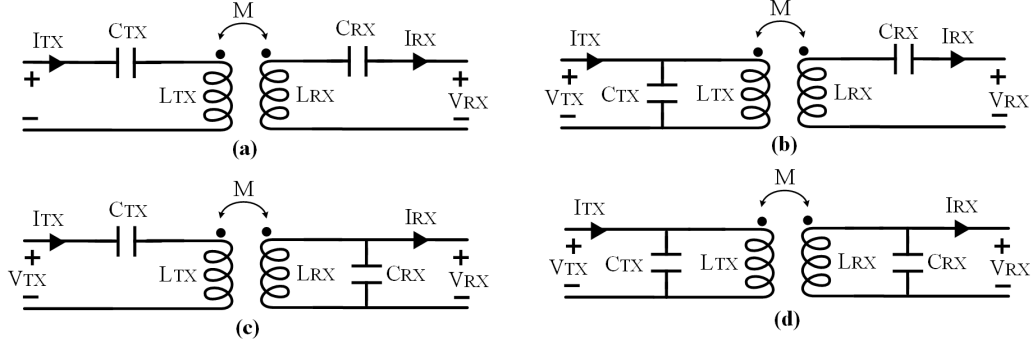 M
ITX CTX CRX IRX
+ LTX LRX + VRX
− −
(a)
M
ITX CRX IRX
+ VTX CTX LTX LRX + VRX
− −
(b)
M
ITX CTX IRX
+ VTX LTX LRX CRX + VRX
− −
(c)
M
ITX IRX
+ VTX CTX LTX LRX CRX + VRX
− −
(d)